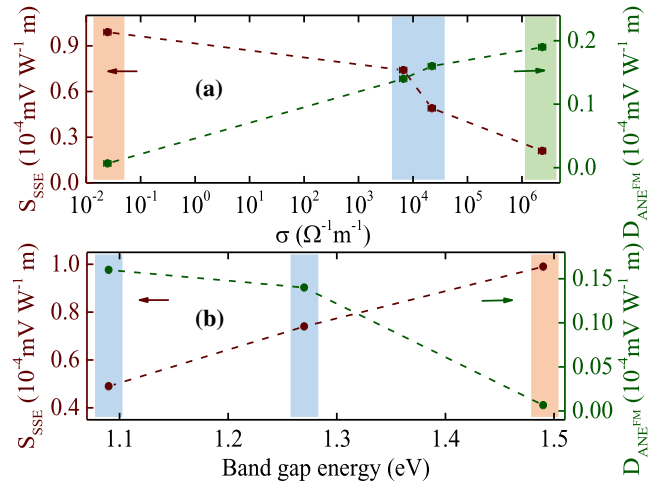 S_SSE (10^-4 mV W^-1 m)
0.9
0.6
0.3
0.0
(a)
0.2
0.1
0.0
D_ANE^FM (10^-4 mV W^-1 m)
10^-2 10^-1 10^0 10^1 10^2 10^3 10^4 10^5 10^6
σ (Ω^-1 m^-1)
S_SSE (10^-4 mV W^-1 m)
1.0
0.8
0.6
0.4
(b)
0.15
0.10
0.05
0.00
D_ANE^FM (10^-4 mV W^-1 m)
1.1 1.2 1.3 1.4 1.5
Band gap energy (eV)